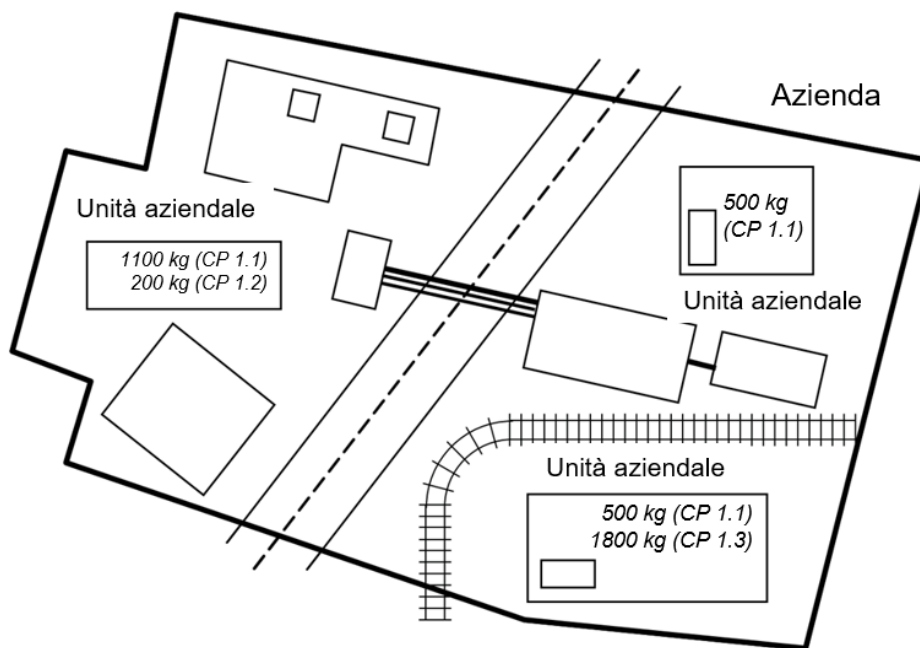 Azienda
Unità aziendale
1100 kg (CP 1.1)
200 kg (CP 1.2)
500 kg
(CP 1.1)
Unità aziendale
Unità aziendale
500 kg (CP 1.1)
1800 kg (CP 1.3)